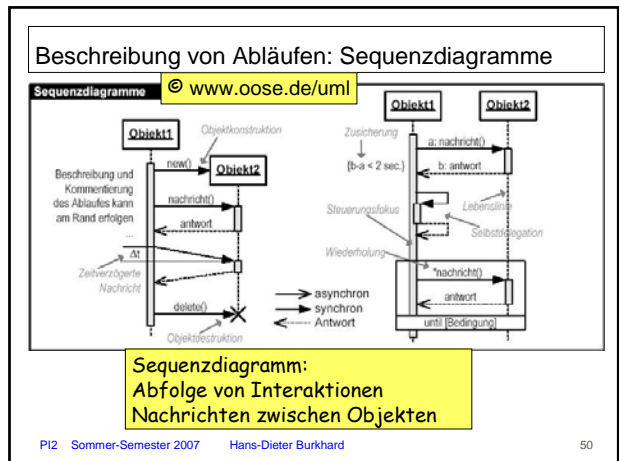 Beschreibung von Abläufen: Sequenzdiagramme
© www.oose.de/uml
Sequenzdiagramme
Objekt1
Objektkonstruktion
new()
Objekt2
Beschreibung und
Kommentierung
des Ablaufes kann
am Rand erfolgen
...
nachricht()
antwort
Δt
Zeitverzögerte
Nachricht
delete()
Objektdestruktion
asynchron
synchron
Antwort
Objekt1
Objekt2
Zusicherung
a: nachricht()
{b-a < 2 sec.}
b: antwort
Steuerungsfokus
Lebenslinie
Selbstdelegation
Wiederholung
*nachricht()
antwort
until [Bedingung]
Sequenzdiagramm:
Abfolge von Interaktionen
Nachrichten zwischen Objekten
PI2 Sommer-Semester 2007 Hans-Dieter Burkhard 50